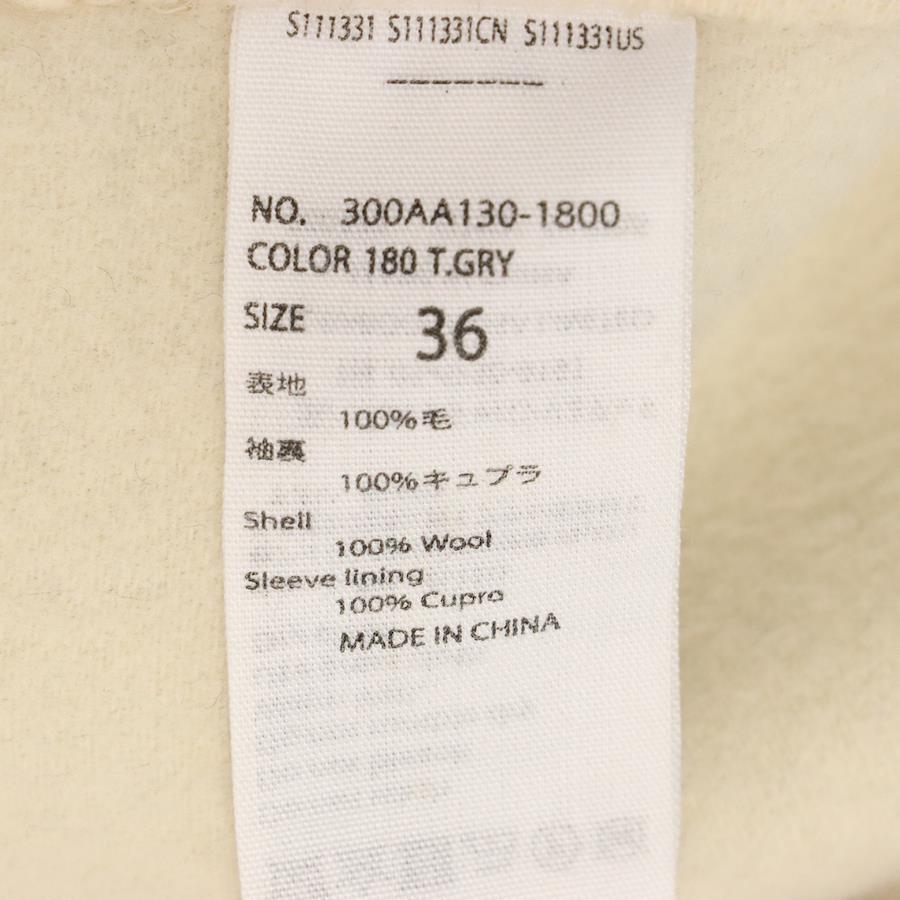 S111331 S111331CN S111331US
-------
NO. 300AA130-1800
COLOR 180 T.GRY
SIZE 36
表地
100%毛
袖裏
100%キュプラ
Shell
100% Wool
Sleeve lining
100% Cupro
MADE IN CHINA